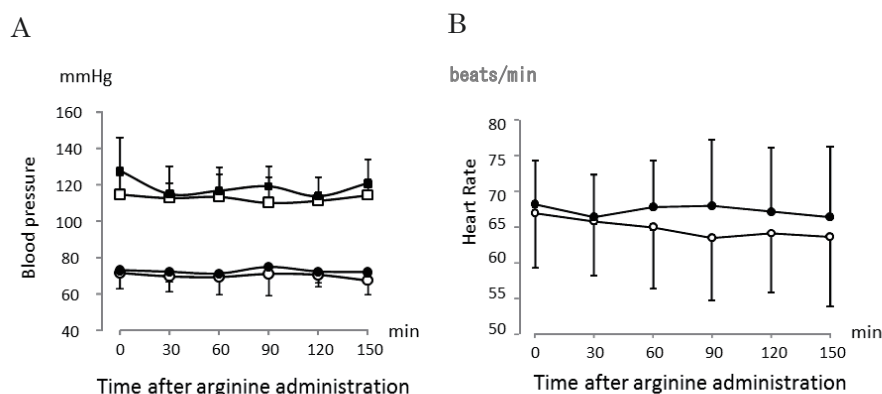 A
mmHg
160
140
120
100
80
60
40
Blood pressure
0 30 60 90 120 150
min
Time after arginine administration
B
beats/min
80
75
70
65
60
55
50
Heart Rate
0 30 60 90 120 150
min
Time after arginine administration